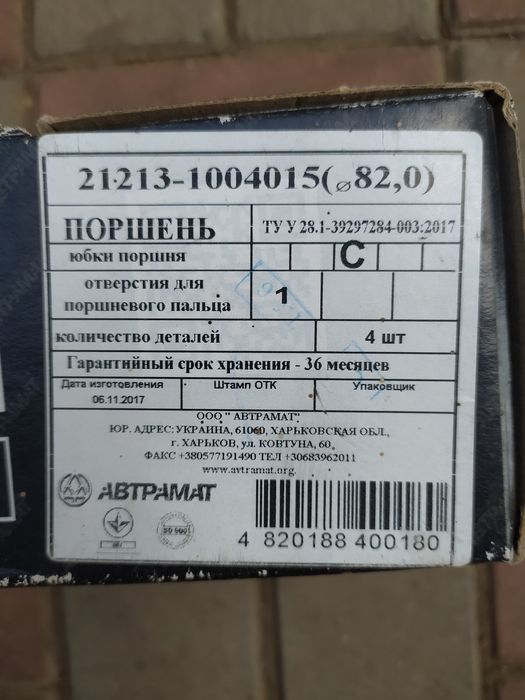 21213-1004015(⌀82,0)
ПОРШЕНЬ ТУ У 28.1-39297284-003:2017
юбки поршня C
отверстия для
поршневого пальца 1
количество деталей 4 шт
Гарантийный срок хранения - 36 месяцев
Дата изготовления Штамп ОТК Упаковщик
06.11.2017
ООО " АВТРАМАТ"
ЮР. АДРЕС: УКРАИНА, 61060, ХАРЬКОВСКАЯ ОБЛ.,
г. ХАРЬКОВ, ул. КОВТУНА, 60,
ФАКС +380577191490 ТЕЛ +30683962011
www.avtramat.org.
АВТРАМАТ
4 820188 400180